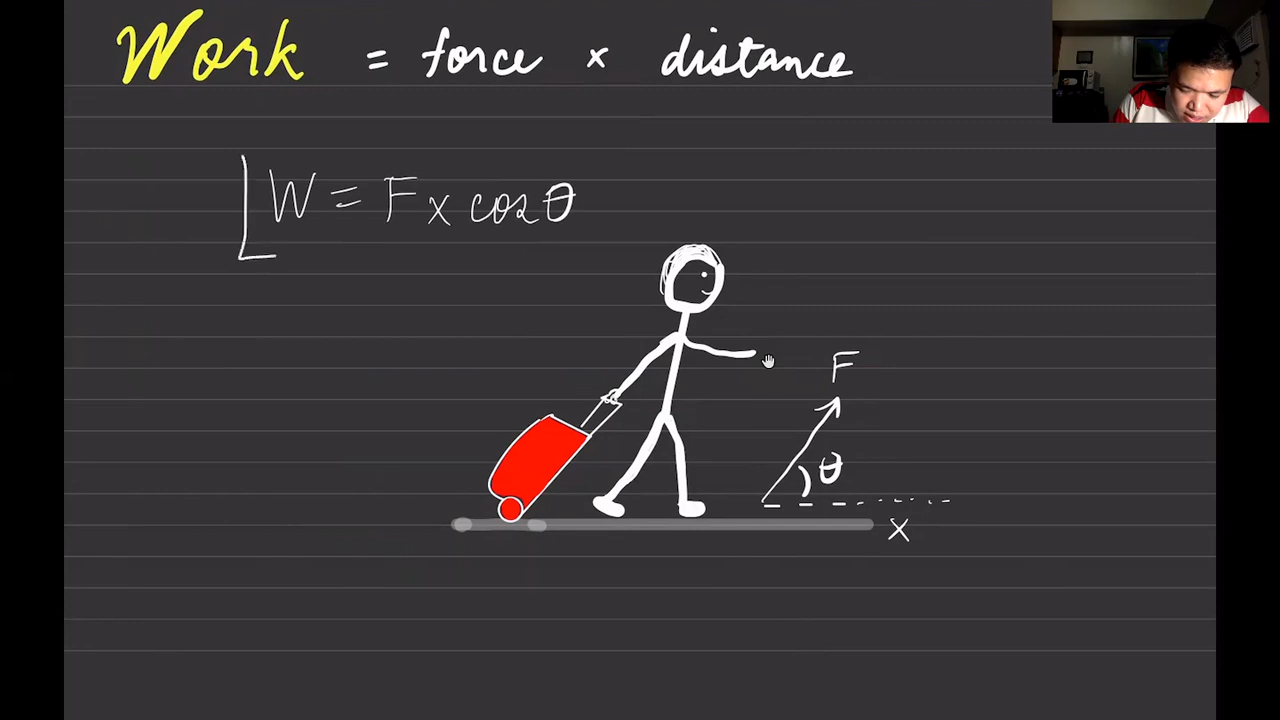 Work = force x distance
W = F x cos θ
F
θ
x